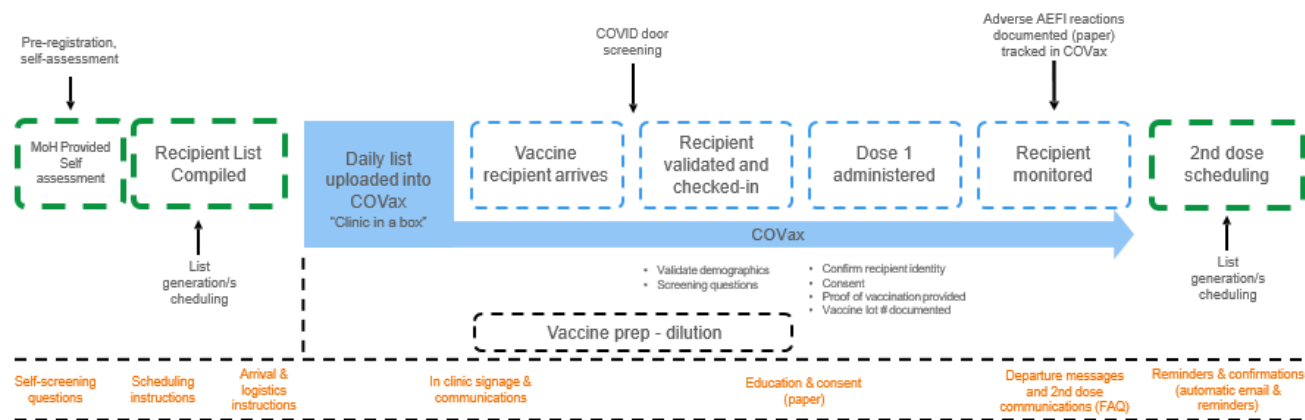 Pre-registration,
self-assessment
COVID door
screening
Adverse AEFI reactions
documented (paper)
tracked in COVax
MoH Provided
Self
assessment
Recipient List
Compiled
Daily list
uploaded into
COVax
"Clinic in a box"
Vaccine
recipient arrives
Recipient
validated and
checked-in
Dose 1
administered
Recipient
monitored
2nd dose
scheduling
COVax
List
generation/s
cheduling
• Validate demographics
• Screening questions
• Confirm recipient identity
• Consent
• Proof of vaccination provided
• Vaccine lot # documented
List
generation/s
cheduling
Vaccine prep - dilution
Self-screening
questions
Scheduling
instructions
Arrival &
logistics
instructions
In clinic signage &
communications
Education & consent
(paper)
Departure messages
and 2nd dose
communications (FAQ)
Reminders & confirmations
(automatic email &
reminders)